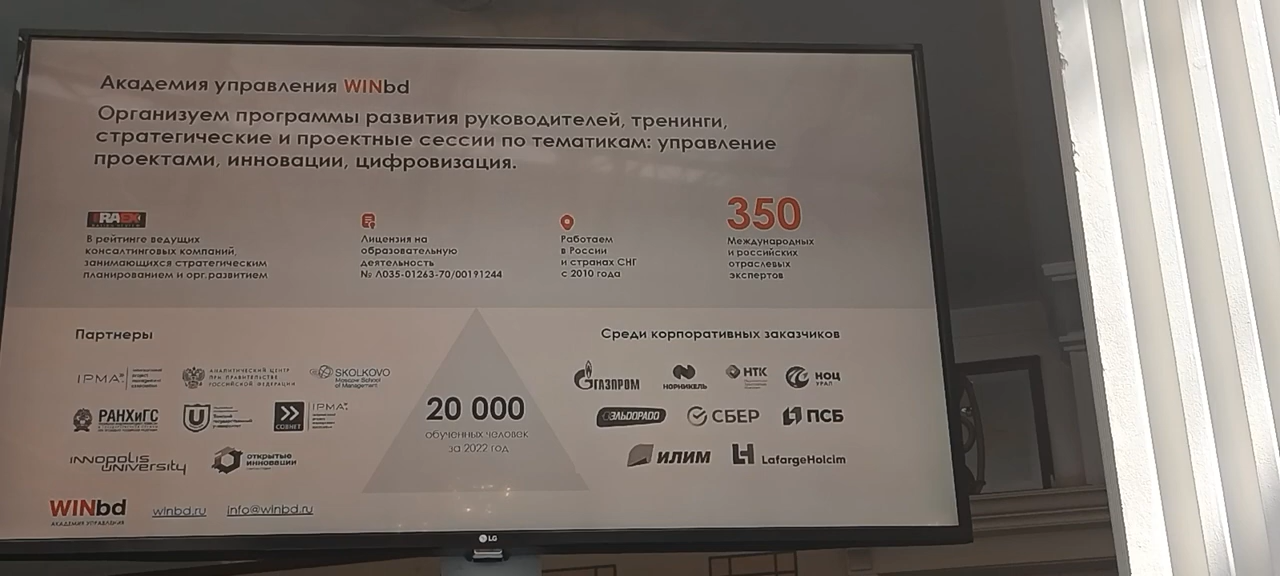 Академия управления WINbd
Организуем программы развития руководителей, тренинги,
стратегические и проектные сессии по тематикам: управление
проектами, инновации, цифровизация.
RAEX
В рейтинге ведущих
консалтинговых компаний,
занимающихся стратегическим
планированием и орг.развитием
Лицензия на
образовательную
деятельность
№ Л035-01263-70/00191244
Работаем
в России
и странах СНГ
с 2010 года
350
Международных
и российских
отраслевых
экспертов
Партнеры
IPMA
АНАЛИТИЧЕСКИЙ ЦЕНТР
ПРИ ПРАВИТЕЛЬСТВЕ
РОССИЙСКОЙ ФЕДЕРАЦИИ
SKOLKOVO
Moscow School
of Management
РАНХиГС
СОВНЕТ
IPMA
INNOPOLIS
UNIVERSITY
ОТКРЫТЫЕ
ИННОВАЦИИ
20 000
обученных человек
за 2022 год
Среди корпоративных заказчиков
ГАЗПРОМ
НОРНИКЕЛЬ
НТК
НОЦ
УРАЛ
ЭЛЬДОРАДО
СБЕР
ПСБ
ИЛИМ
LafargeHolcim
WINbd
АКАДЕМИЯ УПРАВЛЕНИЯ
winbd.ru
info@winbd.ru
LG